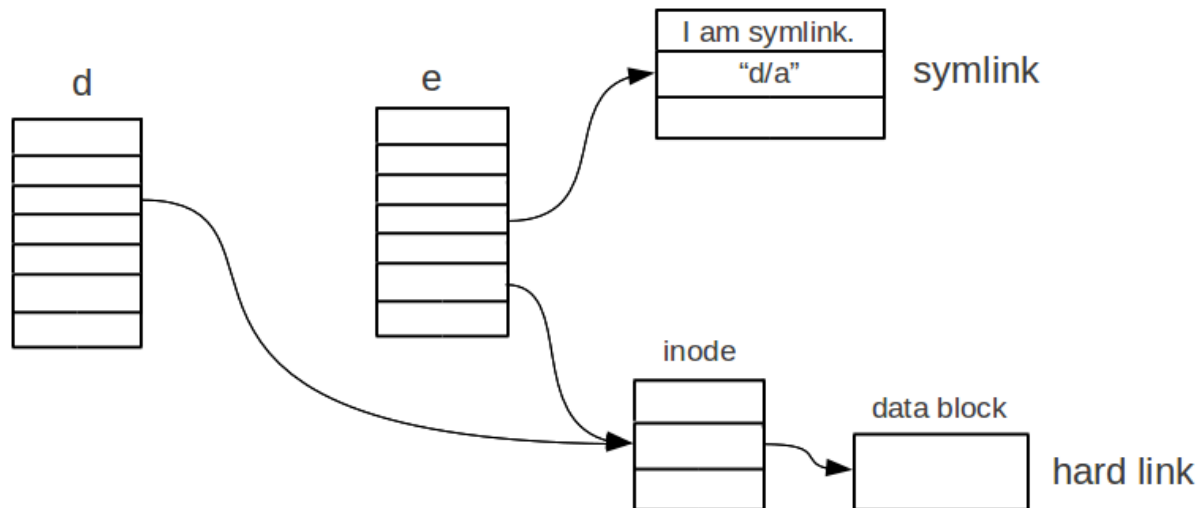 I am symlink.
“d/a”
symlink
d
e
inode
data block
hard link